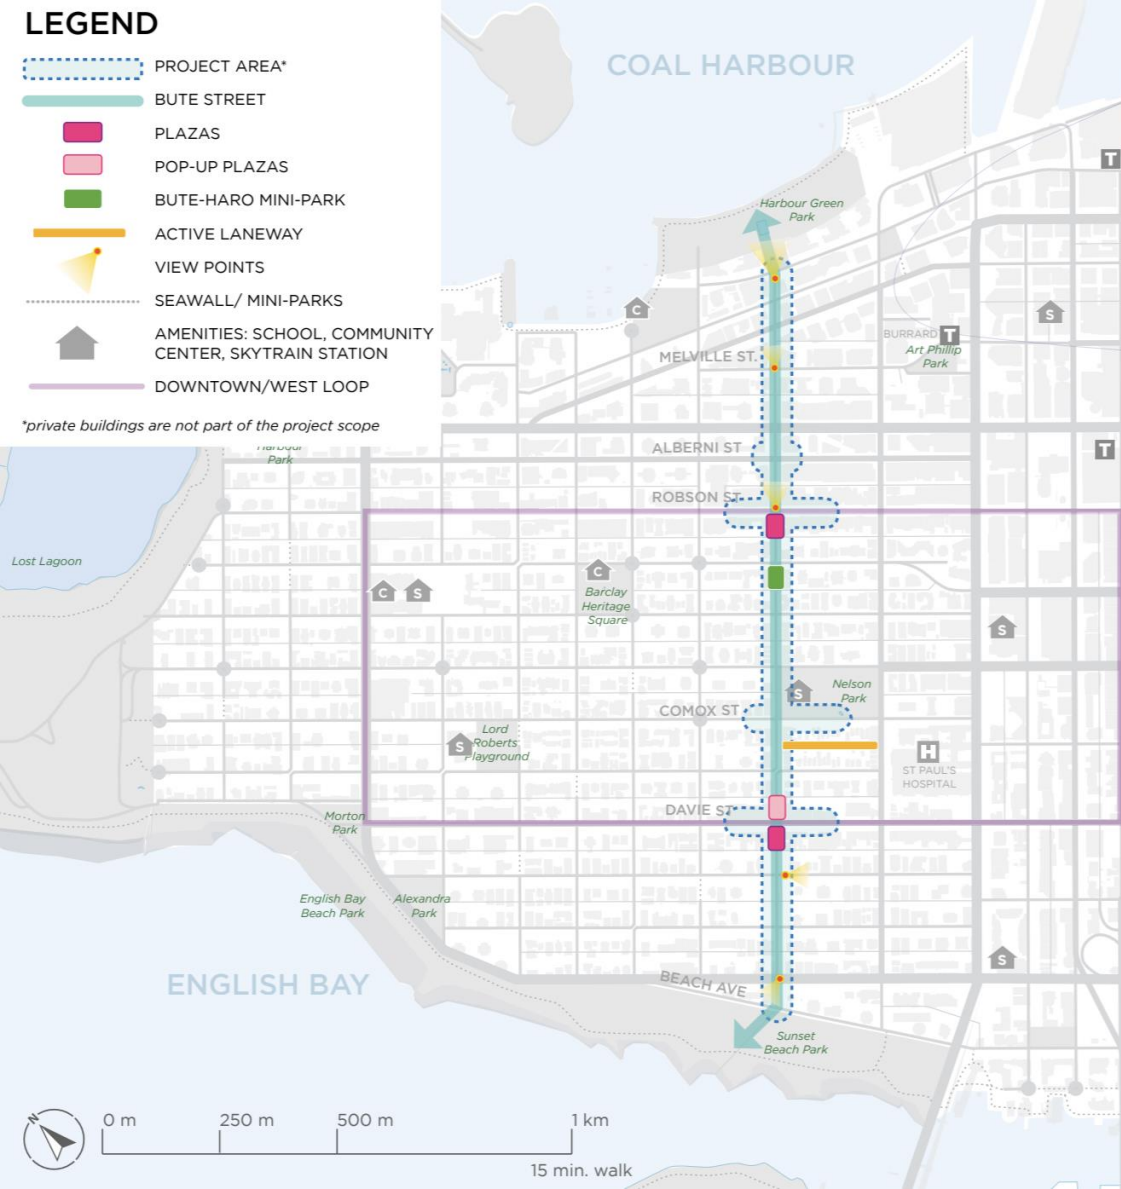 LEGEND
PROJECT AREA*
BUTE STREET
PLAZAS
POP-UP PLAZAS
BUTE-HARO MINI-PARK
ACTIVE LANEWAY
VIEW POINTS
SEAWALL/ MINI-PARKS
AMENITIES: SCHOOL, COMMUNITY
CENTER, SKYTRAIN STATION
DOWNTOWN/WEST LOOP
*private buildings are not part of the project scope
COAL HARBOUR
T
Harbour Green
Park
C
S
BURRARD T
Art Phillip
Park
MELVILLE ST.
ALBERNI ST
T
Harbour
Park
ROBSON ST
Lost Lagoon
C
Barclay
Heritage
Square
C
S
S
S
Nelson
Park
COMOX ST
Lord
Roberts
Playground
S
H
ST PAUL'S
HOSPITAL
DAVIE ST
Morton
Park
English Bay
Beach Park
Alexandra
Park
S
ENGLISH BAY
BEACH AVE
Sunset
Beach Park
N
0 m
250 m
500 m
1 km
15 min. walk